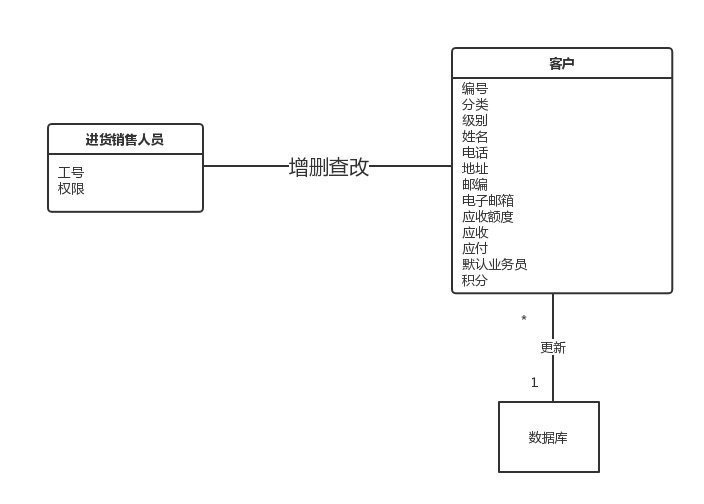 进货销售人员
工号
权限
增删查改
客户
编号
分类
级别
姓名
电话
地址
邮编
电子邮箱
应收额度
应收
应付
默认业务员
积分
*
更新
1
数据库